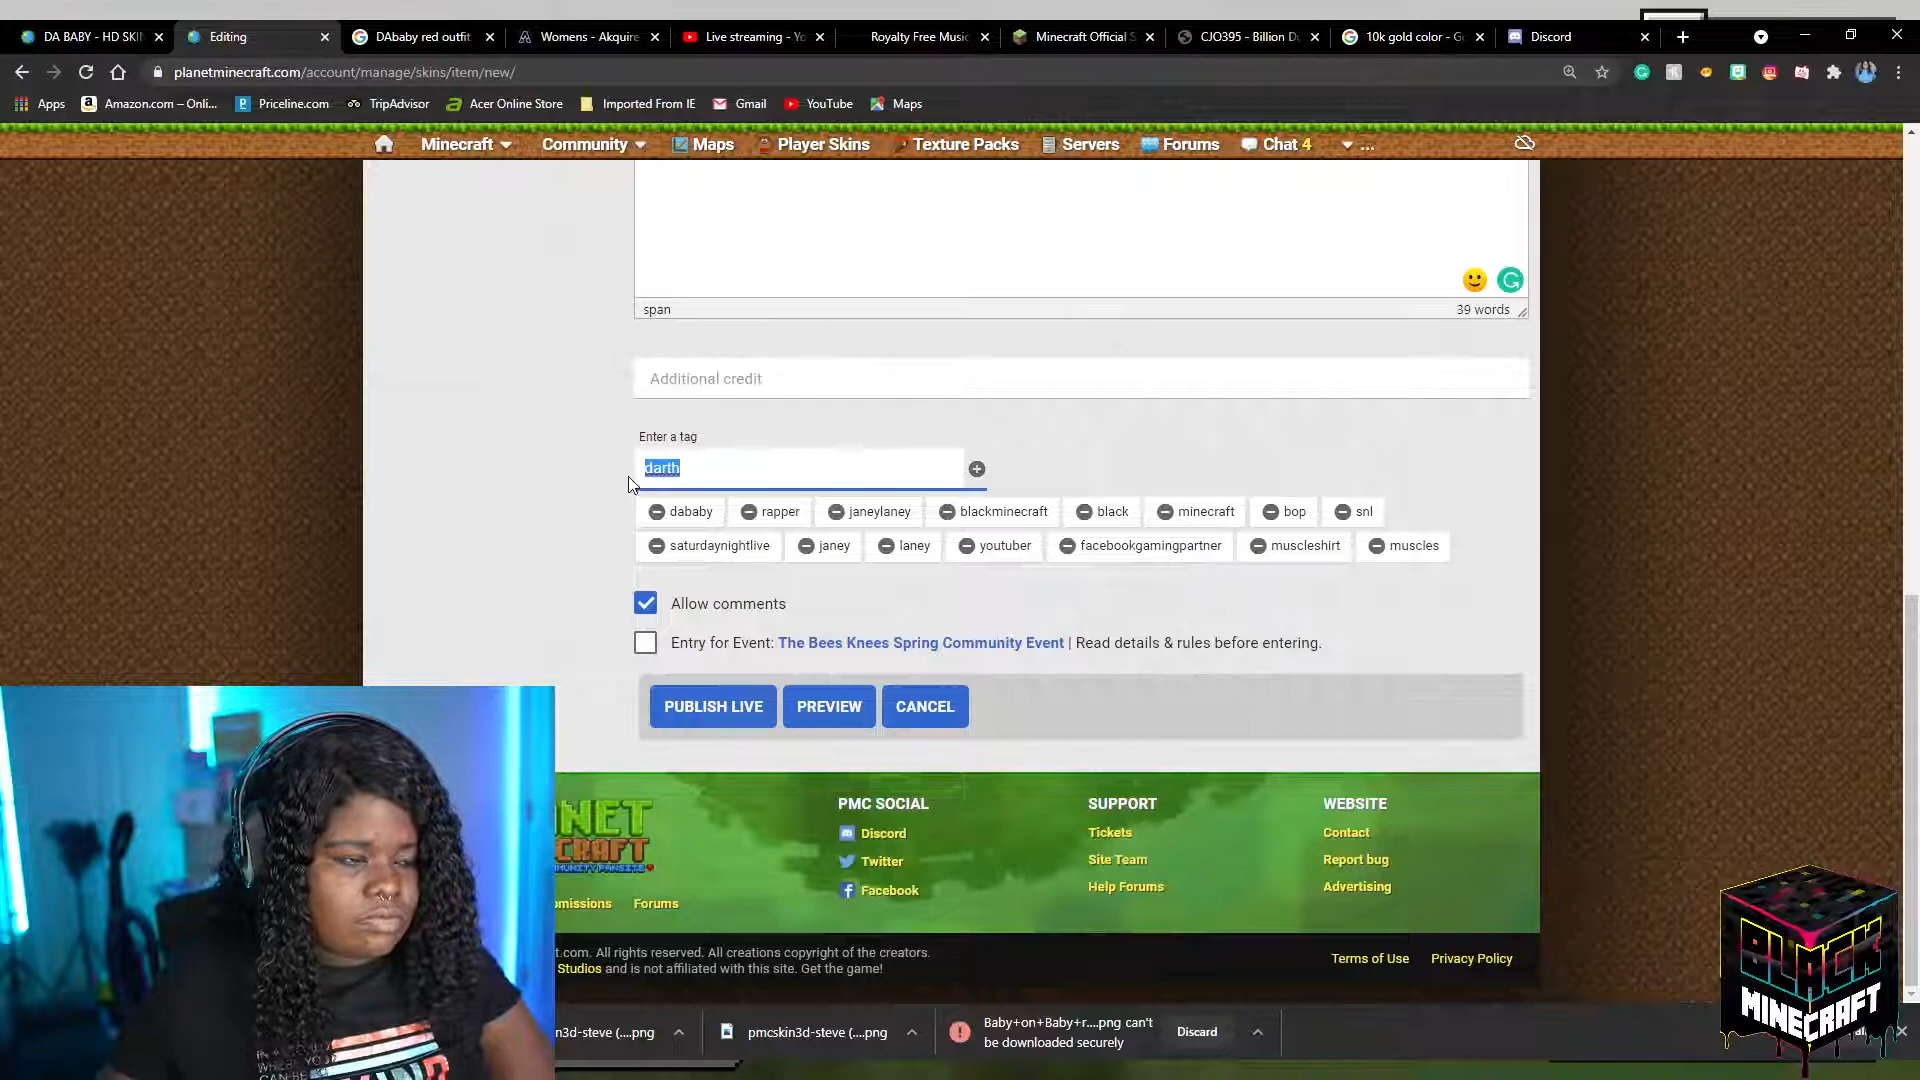 DA BABY - HD SKIN
Editing
DAbaby red outfit
Womens - Akquire
Live streaming - Yo
Royalty Free Music
Minecraft Official S
CJO395 - Billion Du
10k gold color - Go
Discord
planetminecraft.com/account/manage/skins/item/new/
Apps
Amazon.com – Onli...
Priceline.com
TripAdvisor
Acer Online Store
Imported From IE
Gmail
YouTube
Maps
Minecraft
Community
Maps
Player Skins
Texture Packs
Servers
Forums
Chat 4
...
span
39 words
Additional credit
Enter a tag
darth
dababy
rapper
janeylaney
blackminecraft
black
minecraft
bop
snl
saturdaynightlive
janey
laney
youtuber
facebookgamingpartner
muscleshirt
muscles
Allow comments
Entry for Event: The Bees Knees Spring Community Event | Read details & rules before entering.
PUBLISH LIVE
PREVIEW
CANCEL
PMC SOCIAL
SUPPORT
WEBSITE
Discord
Tickets
Contact
Twitter
Site Team
Report bug
Facebook
Help Forums
Advertising
Forums
t.com. All rights reserved. All creations copyright of the creators.
Studios and is not affiliated with this site. Get the game!
Terms of Use
Privacy Policy
n3d-steve (....png
pmcskin3d-steve (....png
Baby+on+Baby+r....png can't
be downloaded securely
Discard
BLACK
MINECRAFT